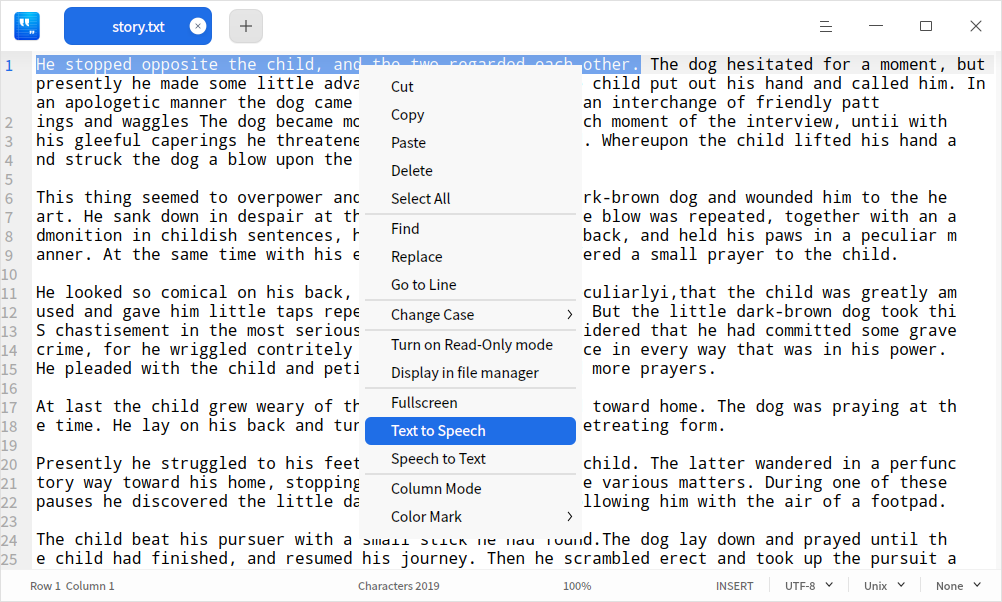 story.txt
1 He stopped opposite the child, and the two regarded each other. The dog hesitated for a moment, but
presently he made some little adva child put out his hand and called him. In
an apologetic manner the dog came an interchange of friendly patt
2 ings and waggles The dog became mo ch moment of the interview, untii with
3 his gleeful caperings he threatene . Whereupon the child lifted his hand a
4 nd struck the dog a blow upon the
5
6 This thing seemed to overpower and rk-brown dog and wounded him to the he
7 art. He sank down in despair at th e blow was repeated, together with an a
8 dmonition in childish sentences, h back, and held his paws in a peculiar m
9 anner. At the same time with his e ered a small prayer to the child.
10
11 He looked so comical on his back, culiarlyi,that the child was greatly am
12 used and gave him little taps repe But the little dark-brown dog took thi
13 S chastisement in the most serious idered that he had committed some grave
14 crime, for he wriggled contritely ce in every way that was in his power.
15 He pleaded with the child and peti more prayers.
16
17 At last the child grew weary of th toward home. The dog was praying at th
18 e time. He lay on his back and tur etreating form.
19
20 Presently he struggled to his feet child. The latter wandered in a perfunc
21 tory way toward his home, stopping e various matters. During one of these
22 pauses he discovered the little da llowing him with the air of a footpad.
23
24 The child beat his pursuer with a small stick he had found.The dog lay down and prayed until th
25 e child had finished, and resumed his journey. Then he scrambled erect and took up the pursuit a
Cut
Copy
Paste
Delete
Select All
Find
Replace
Go to Line
Change Case
Turn on Read-Only mode
Display in file manager
Fullscreen
Text to Speech
Speech to Text
Column Mode
Color Mark
Row 1 Column 1 Characters 2019 100% INSERT UTF-8 Unix None